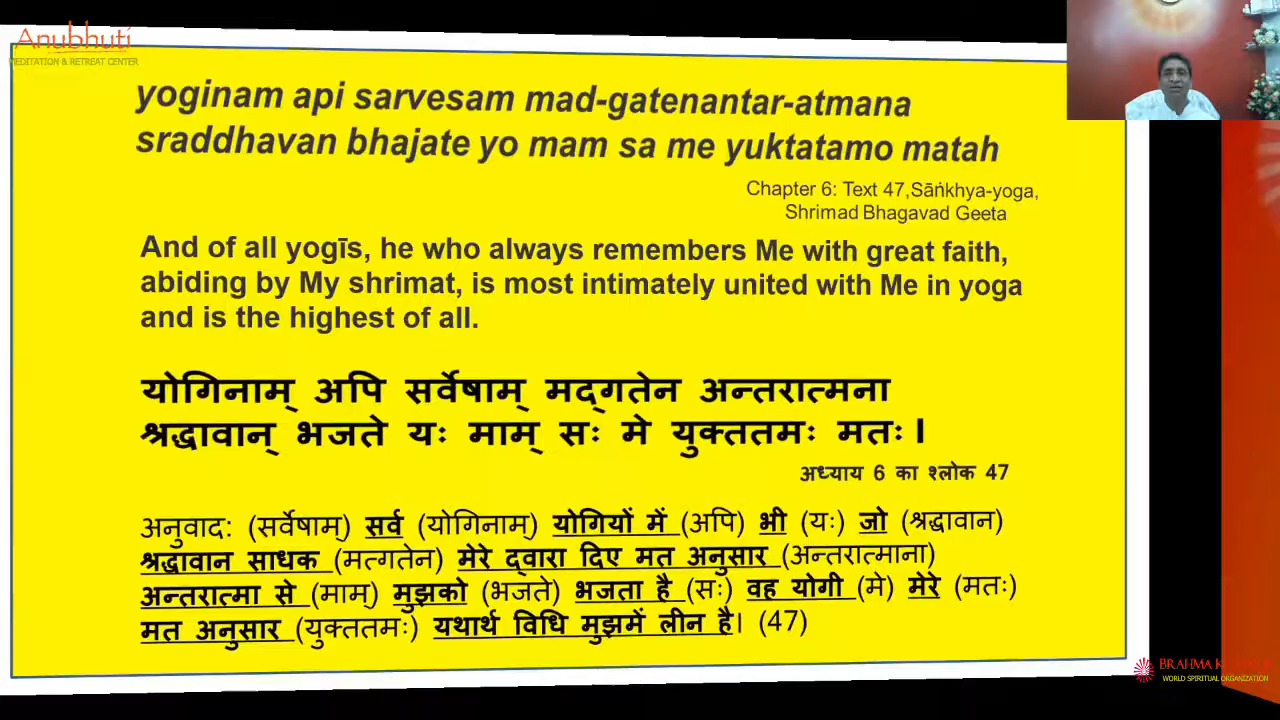 Anubhuti
MEDITATION & RETREAT CENTER
yoginam api sarvesam mad-gatenantar-atmana
sraddhavan bhajate yo mam sa me yuktatamo matah
Chapter 6: Text 47,Sāṅkhya-yoga,
Shrimad Bhagavad Geeta
And of all yogīs, he who always remembers Me with great faith,
abiding by My shrimat, is most intimately united with Me in yoga
and is the highest of all.
योगिनाम् अपि सर्वेषाम् मद्गतेन अन्तरात्मना
श्रद्धावान् भजते यः माम् सः मे युक्ततमः मतः।
अध्याय 6 का श्लोक 47
अनुवाद: (सर्वेषाम्) सर्व (योगिनाम्) योगियों में (अपि) भी (यः) जो (श्रद्धावान)
श्रद्धावान साधक (मत्गतेन) मेरे द्वारा दिए मत अनुसार (अन्तरात्माना)
अन्तरात्मा से (माम्) मुझको (भजते) भजता है (सः) वह योगी (मे) मेरे (मतः)
मत अनुसार (युक्ततमः) यथार्थ विधि मुझमें लीन है। (47)
BRAHMA
WORLD SPIRITUAL ORGANIZATION